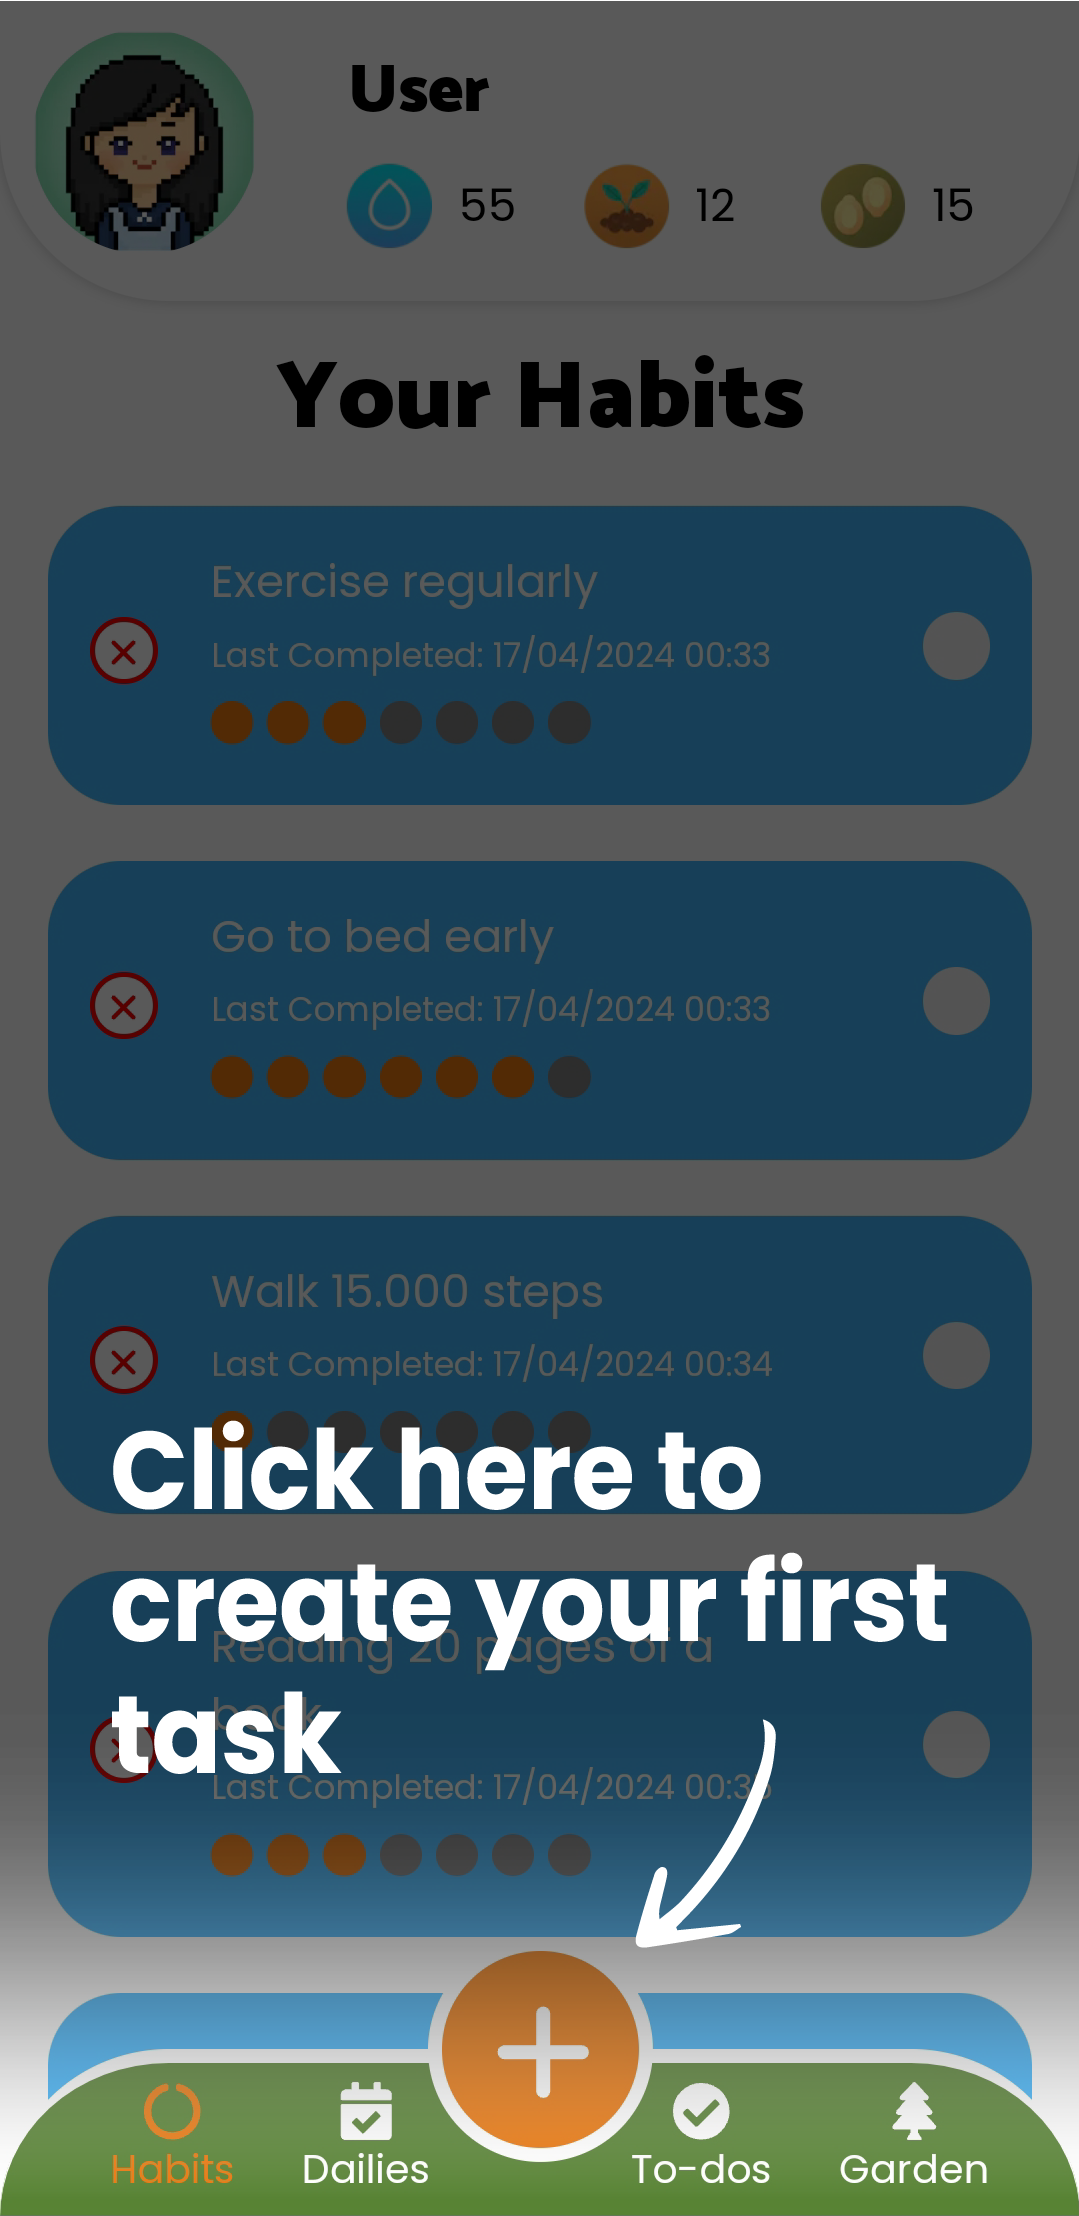 User
55 12 15
Your Habits
Exercise regularly
Last Completed: 17/04/2024 00:33
Go to bed early
Last Completed: 17/04/2024 00:33
Walk 15.000 steps
Last Completed: 17/04/2024 00:34
Click here to
create your first
task
Reading 20 pages of a
book
Last Completed: 17/04/2024 00:3
Habits Dailies To-dos Garden